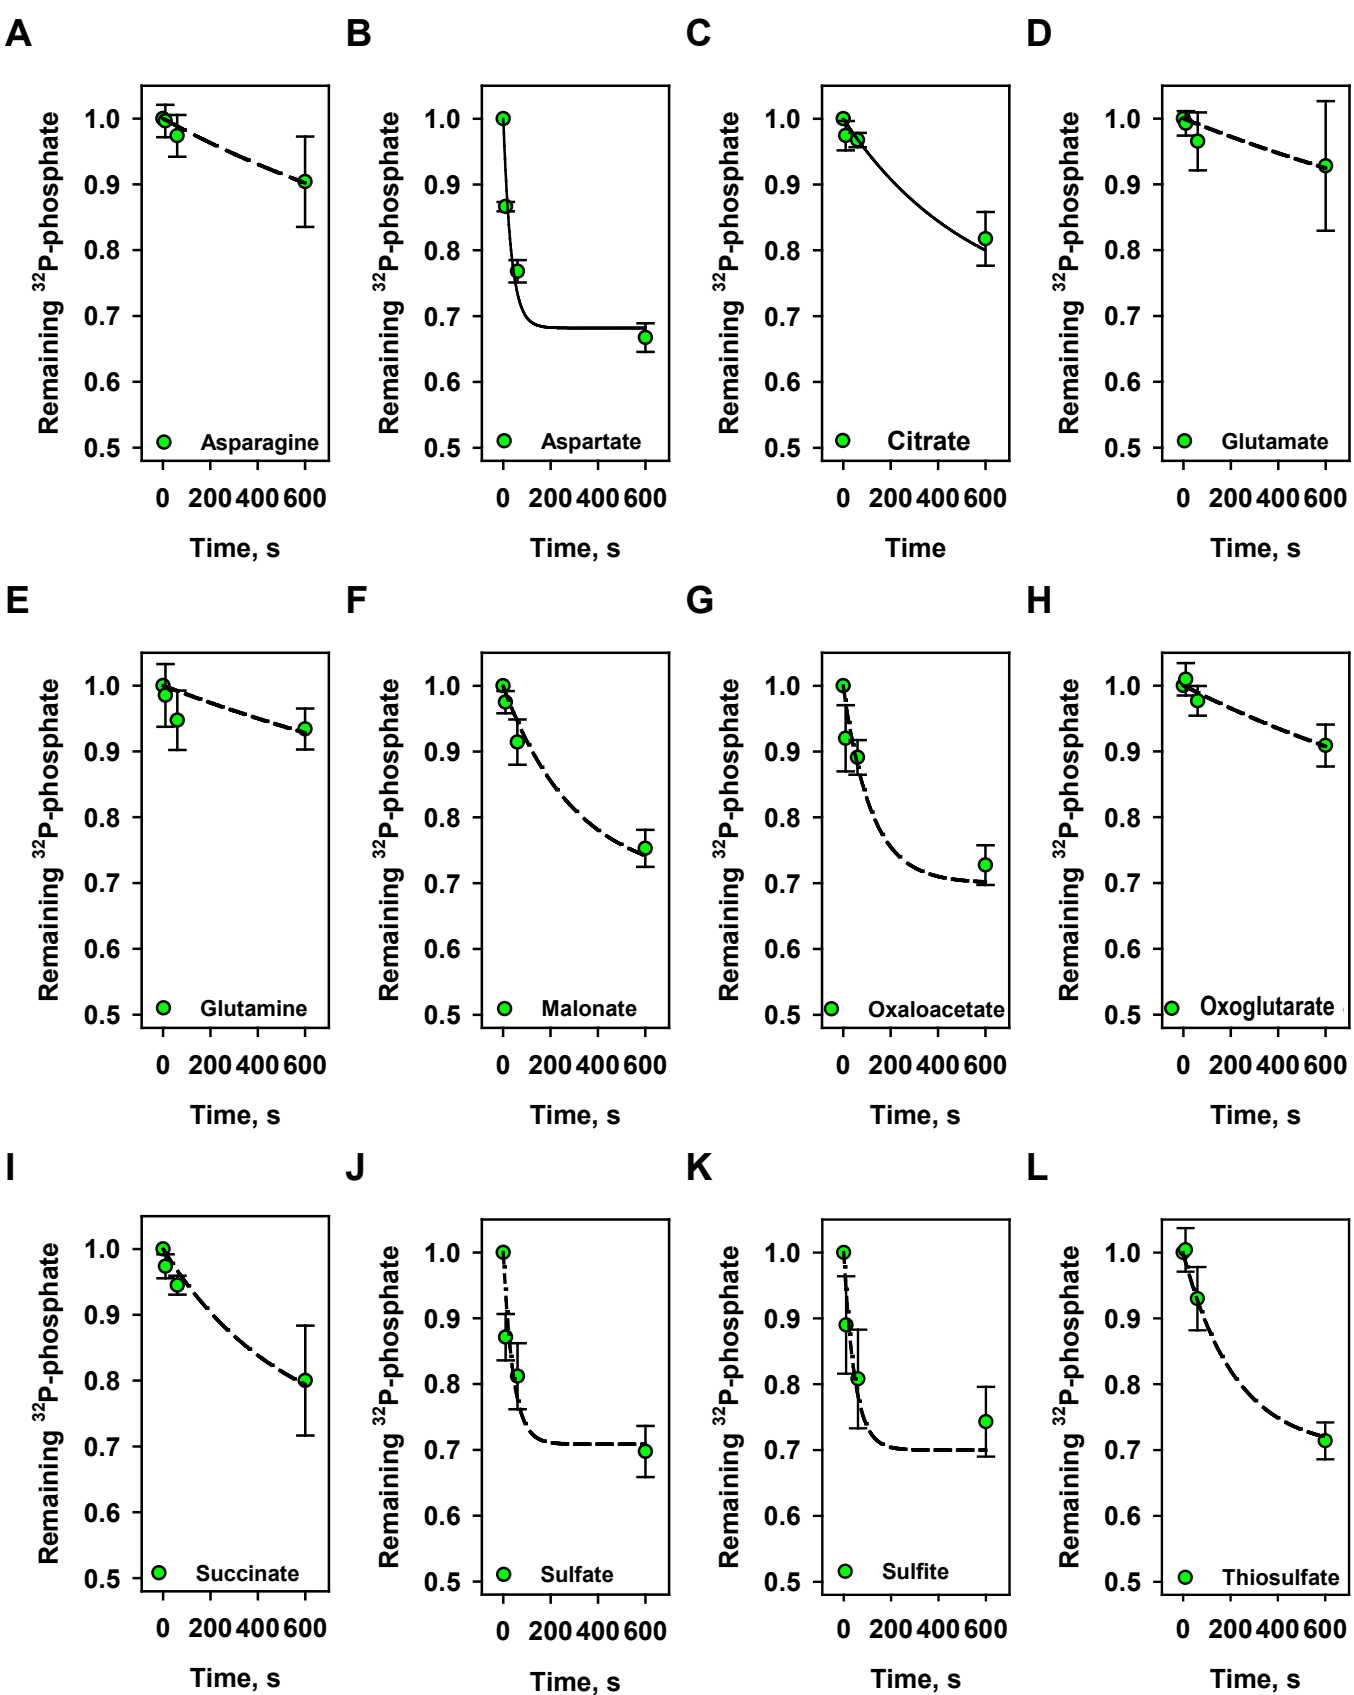 A B C D
Remaining 32P-phosphate
1.0
0.9
0.8
0.7
0.6
0.5
Asparagine
0 200 400 600
Time, s
Remaining 32P-phosphate
1.0
0.9
0.8
0.7
0.6
0.5
Aspartate
0 200 400 600
Time, s
Remaining 32P-phosphate
1.0
0.9
0.8
0.7
0.6
0.5
Citrate
0 200 400 600
Time
Remaining 32P-phosphate
1.0
0.9
0.8
0.7
0.6
0.5
Glutamate
0 200 400 600
Time, s
E F G H
Remaining 32P-phosphate
1.0
0.9
0.8
0.7
0.6
0.5
Glutamine
0 200 400 600
Time, s
Remaining 32P-phosphate
1.0
0.9
0.8
0.7
0.6
0.5
Malonate
0 200 400 600
Time, s
Remaining 32P-phosphate
1.0
0.9
0.8
0.7
0.6
0.5
Oxaloacetate
0 200 400 600
Time, s
Remaining 32P-phosphate
1.0
0.9
0.8
0.7
0.6
0.5
Oxoglutarate
0 200 400 600
Time, s
I J K L
Remaining 32P-phosphate
1.0
0.9
0.8
0.7
0.6
0.5
Succinate
0 200 400 600
Time, s
Remaining 32P-phosphate
1.0
0.9
0.8
0.7
0.6
0.5
Sulfate
0 200 400 600
Time, s
Remaining 32P-phosphate
1.0
0.9
0.8
0.7
0.6
0.5
Sulfite
0 200 400 600
Time, s
Remaining 32P-phosphate
1.0
0.9
0.8
0.7
0.6
0.5
Thiosulfate
0 200 400 600
Time, s